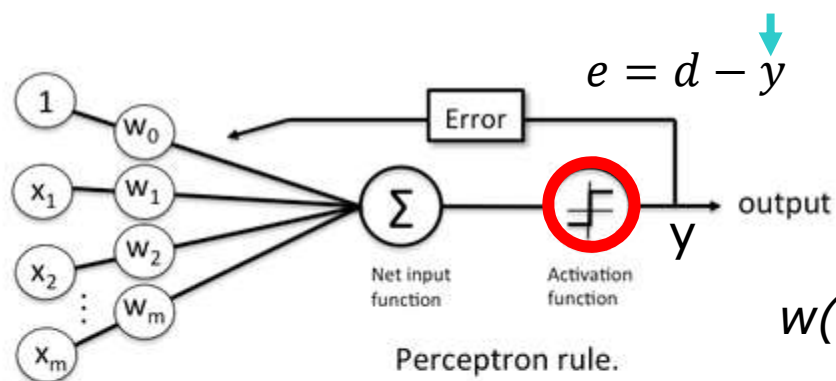 e = d − y
1
w₀
Error
x₁
w₁
Σ
output
y
x₂
w₂
Net input
function
Activation
function
⋮
xₘ
wₘ
w(
Perceptron rule.